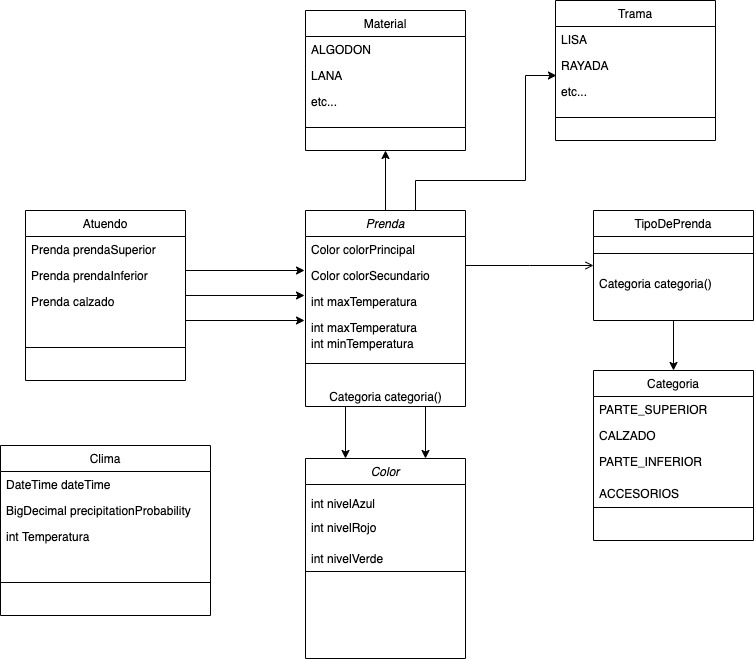 Material
ALGODON
LANA
etc...
Trama
LISA
RAYADA
etc...
Atuendo
Prenda prendaSuperior
Prenda prendaInferior
Prenda calzado
Prenda
Color colorPrincipal
Color colorSecundario
int maxTemperatura
int maxTemperatura
int minTemperatura
Categoria categoria()
TipoDePrenda
Categoria categoria()
Categoria
PARTE_SUPERIOR
CALZADO
PARTE_INFERIOR
ACCESORIOS
Clima
DateTime dateTime
BigDecimal precipitationProbability
int Temperatura
Color
int nivelAzul
int nivelRojo
int nivelVerde